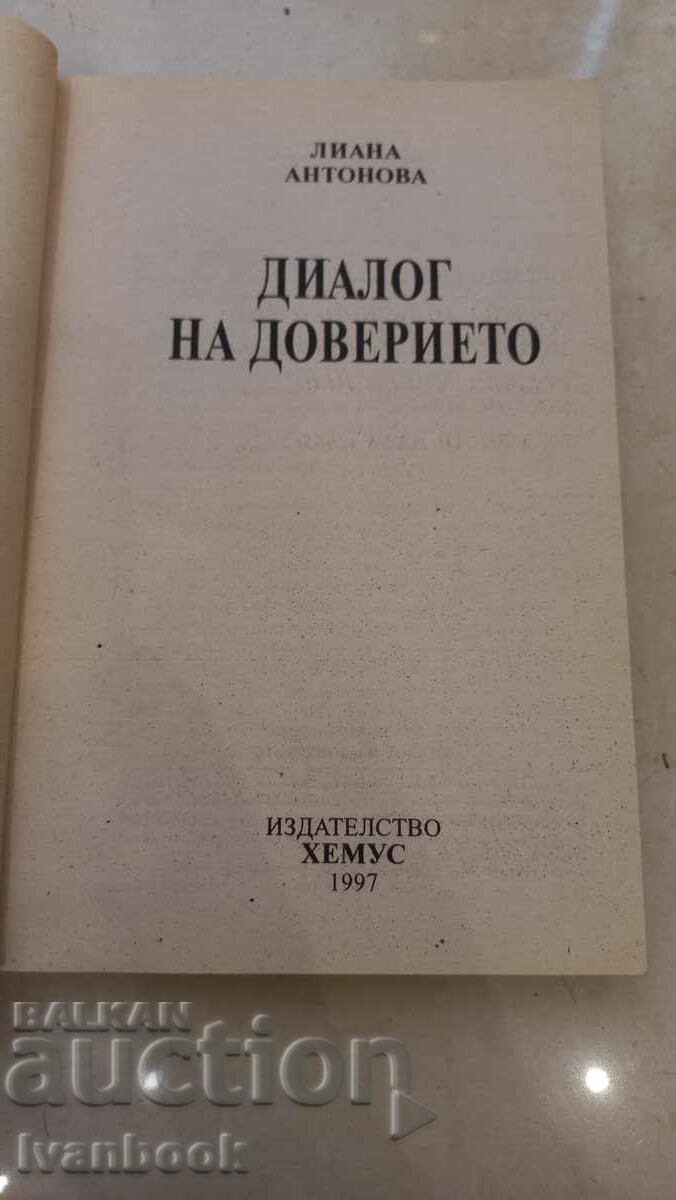 ЛИАНА
АНТОНОВА
ДИАЛОГ
НА ДОВЕРИЕТО
ИЗДАТЕЛСТВО
ХЕМУС
1997
BALKAN
auction
Ivanbook